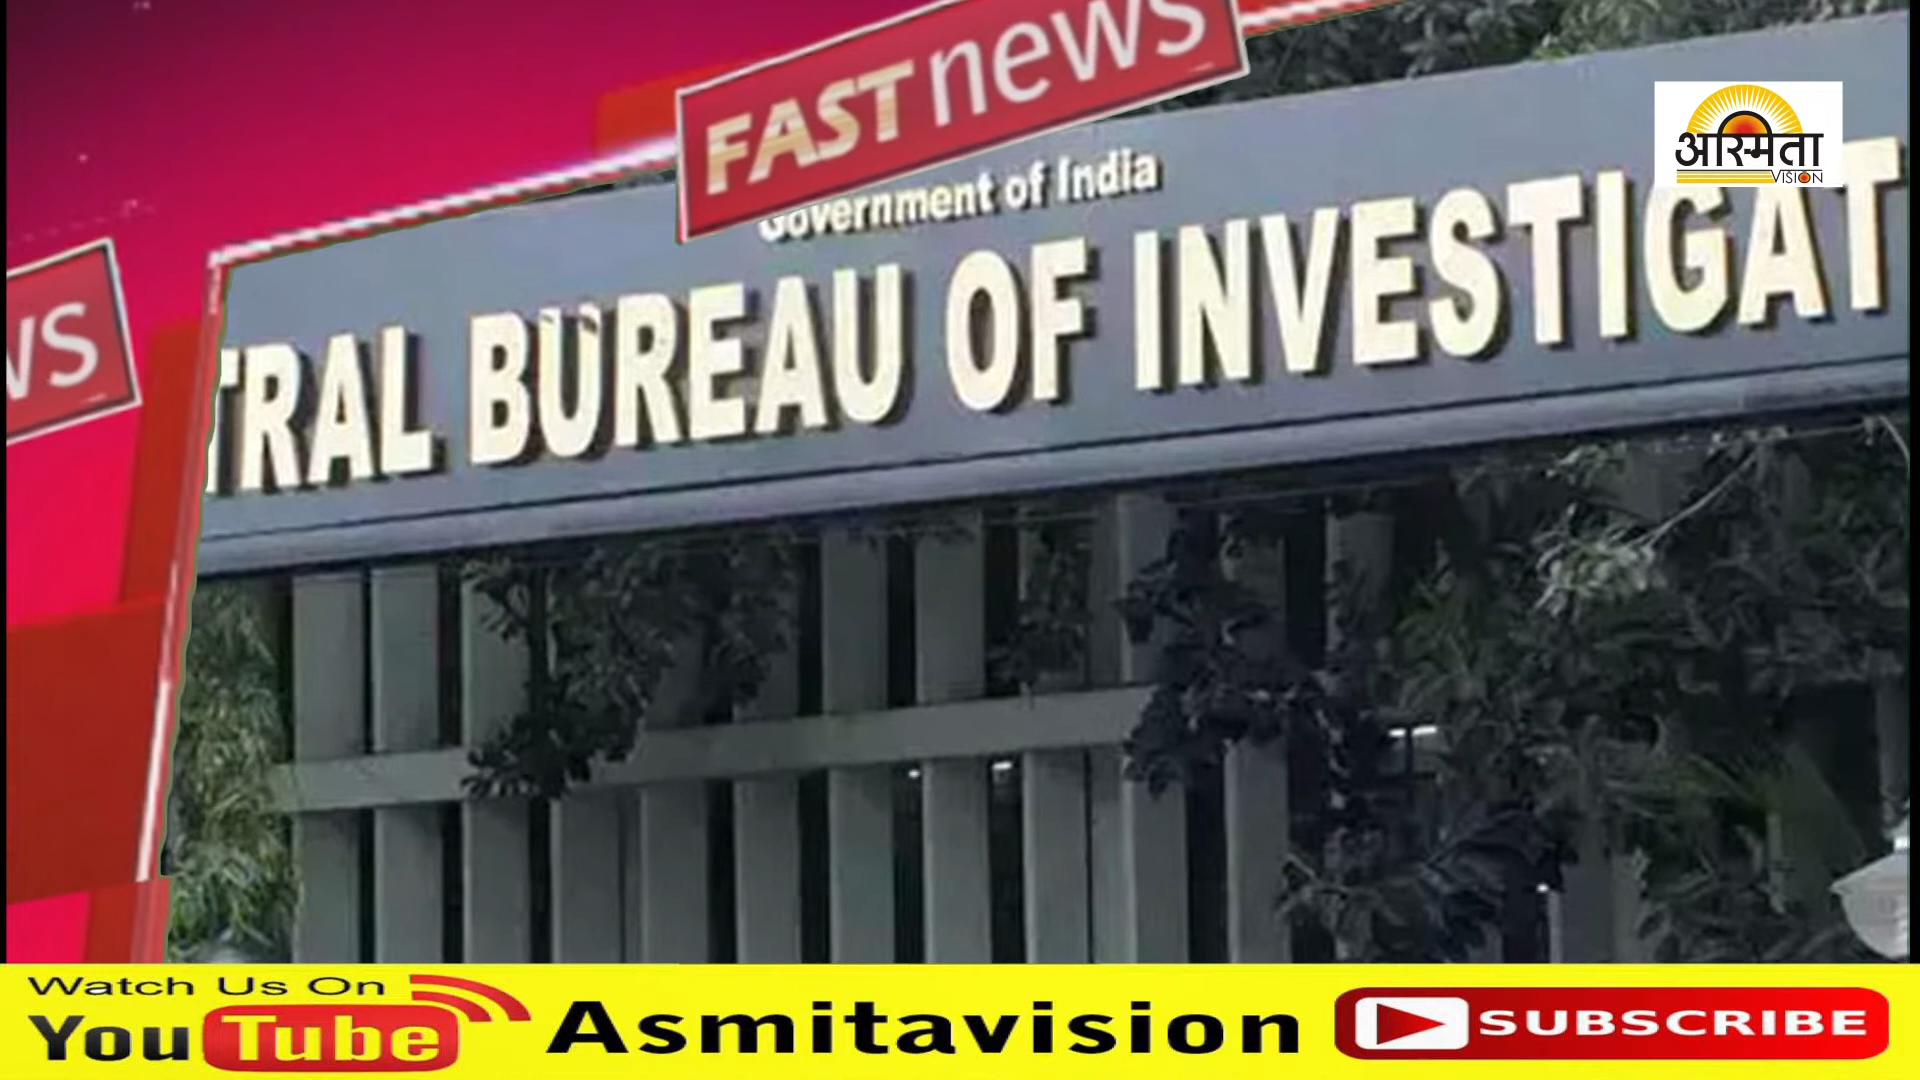 FAST news
अस्मिता
VISION
Government of India
TRAL BUREAU OF INVESTIGAT
WS
Watch Us On
YouTube
Asmitavision
SUBSCRIBE